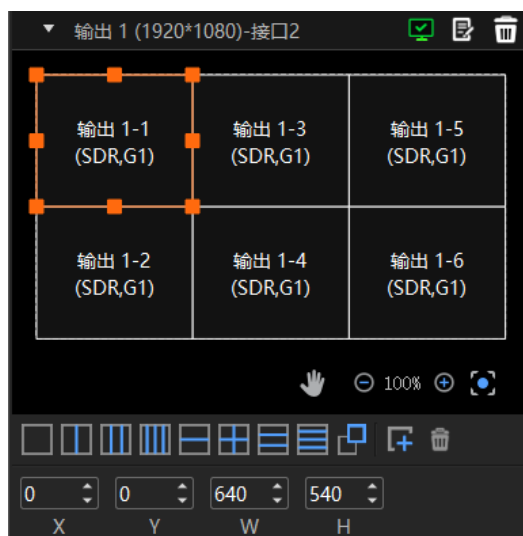 输出 1 (1920*1080)-接口2
输出 1-1
(SDR,G1)
输出 1-3
(SDR,G1)
输出 1-5
(SDR,G1)
输出 1-2
(SDR,G1)
输出 1-4
(SDR,G1)
输出 1-6
(SDR,G1)
100%
0
0
640
540
X
Y
W
H